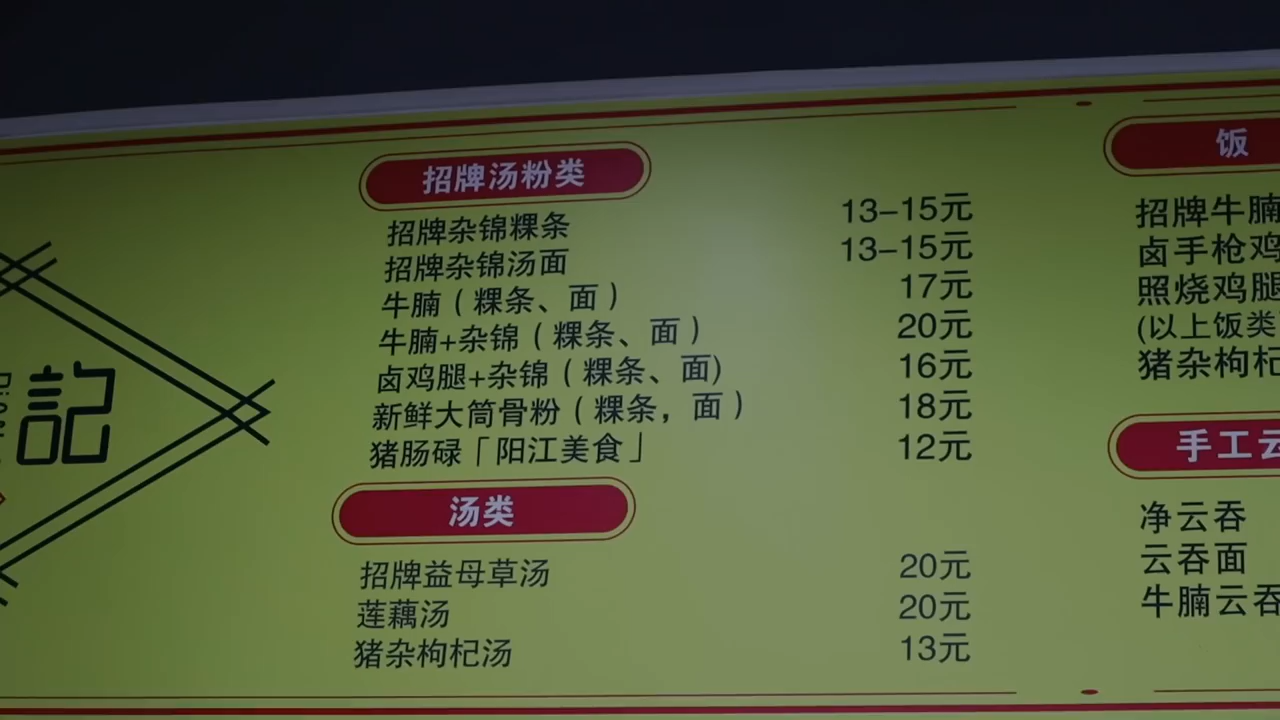 記
招牌汤粉类
招牌杂锦粿条 13-15元
招牌杂锦汤面 13-15元
牛腩（粿条、面） 17元
牛腩+杂锦（粿条、面） 20元
卤鸡腿+杂锦（粿条、面) 16元
新鲜大筒骨粉（粿条，面） 18元
猪肠碌「阳江美食」 12元
汤类
招牌益母草汤 20元
莲藕汤 20元
猪杂枸杞汤 13元
饭
招牌牛腩
卤手枪鸡
照烧鸡腿
(以上饭类
猪杂枸杞
手工云
净云吞
云吞面
牛腩云吞